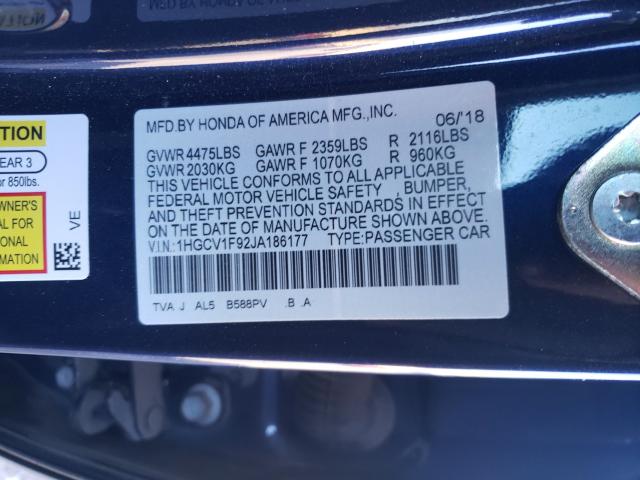 MFD.BY HONDA OF AMERICA MFG.,INC. 06/'18
GVWR 4475LBS GAWR F 2359LBS R 2116LBS
GVWR 2030KG GAWR F 1070KG R 960KG
THIS VEHICLE CONFORMS TO ALL APPLICABLE
FEDERAL MOTOR VEHICLE SAFETY , BUMPER,
AND THEFT PREVENTION STANDARDS IN EFFECT
ON THE DATE OF MANUFACTURE SHOWN ABOVE.
V.I.N.:1HGCV1F92JA186177 TYPE:PASSENGER CAR
TVA J AL5 B588PV .B .A
TION
EAR 3
or 850lbs.
WNER'S
AL FOR
TIONAL
MATION
VE